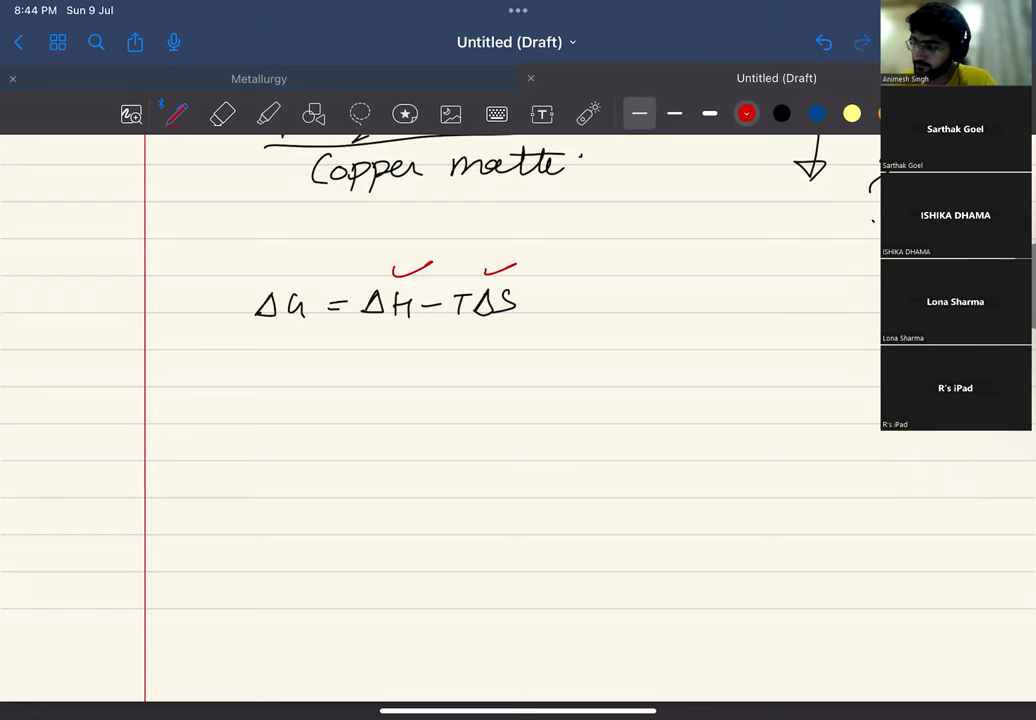 8:44 PM Sun 9 Jul
Untitled (Draft)
Metallurgy
Untitled (Draft)
Copper matte
ΔG = ΔH - TΔS
Animesh Singh
Sarthak Goel
Sarthak Goel
ISHIKA DHAMA
ISHIKA DHAMA
Lona Sharma
Lona Sharma
R's iPad
R's iPad